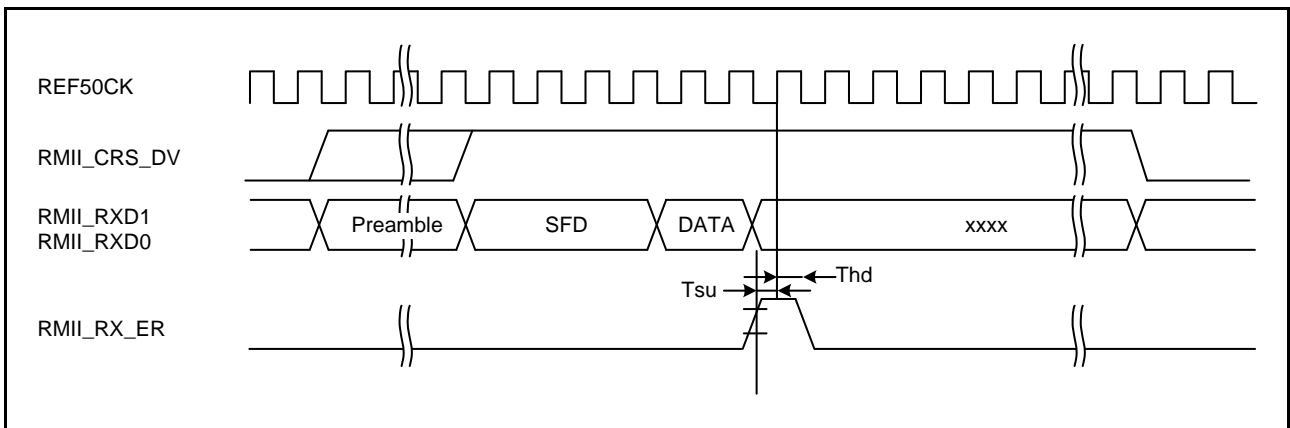 REF50CK
RMII_CRS_DV
RMII_RXD1
RMII_RXD0
Preamble
SFD
DATA
xxxx
Thd
Tsu
RMII_RX_ER